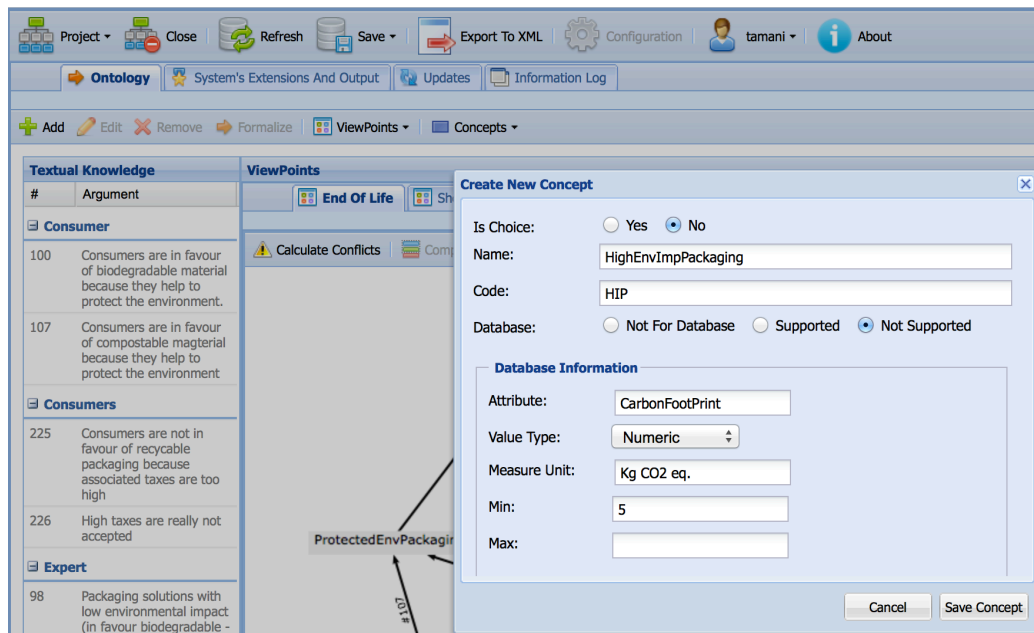 Project Close Refresh Save Export To XML Configuration tamani About
Ontology System's Extensions And Output Updates Information Log
Add Edit Remove Formalize ViewPoints Concepts
Textual Knowledge
# Argument
Consumer
100 Consumers are in favour
of biodegradable material
because they help to
protect the environment.
107 Consumers are in favour
of compostable magterial
because they help to
protect the environment
Consumers
225 Consumers are not in
favour of recycable
packaging because
associated taxes are too
high
226 High taxes are really not
accepted
Expert
98 Packaging solutions with
low environmental impact
(in favour biodegradable -
ViewPoints
End Of Life Sh
Calculate Conflicts Comp
ProtectedEnvPackagin
#107
Create New Concept
Is Choice: Yes No
Name: HighEnvImpPackaging
Code: HIP
Database: Not For Database Supported Not Supported
Database Information
Attribute: CarbonFootPrint
Value Type: Numeric
Measure Unit: Kg CO2 eq.
Min: 5
Max:
Cancel Save Concept